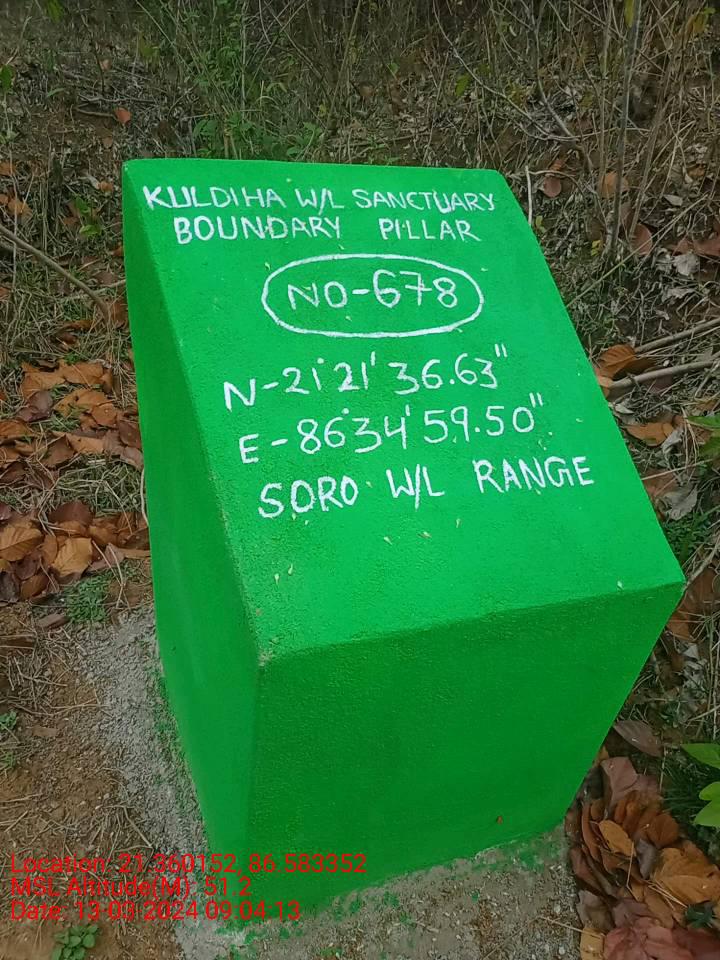 KULDIHA W/L SANCTUARY
BOUNDARY PILLAR
NO-678
N-21°21'36.63"
E-86°34'59.50"
SORO W/L RANGE
Location: 21.360152, 86.583352
MSL Altitude(M): 51.2
Date: 13-03-2024 09:04:13